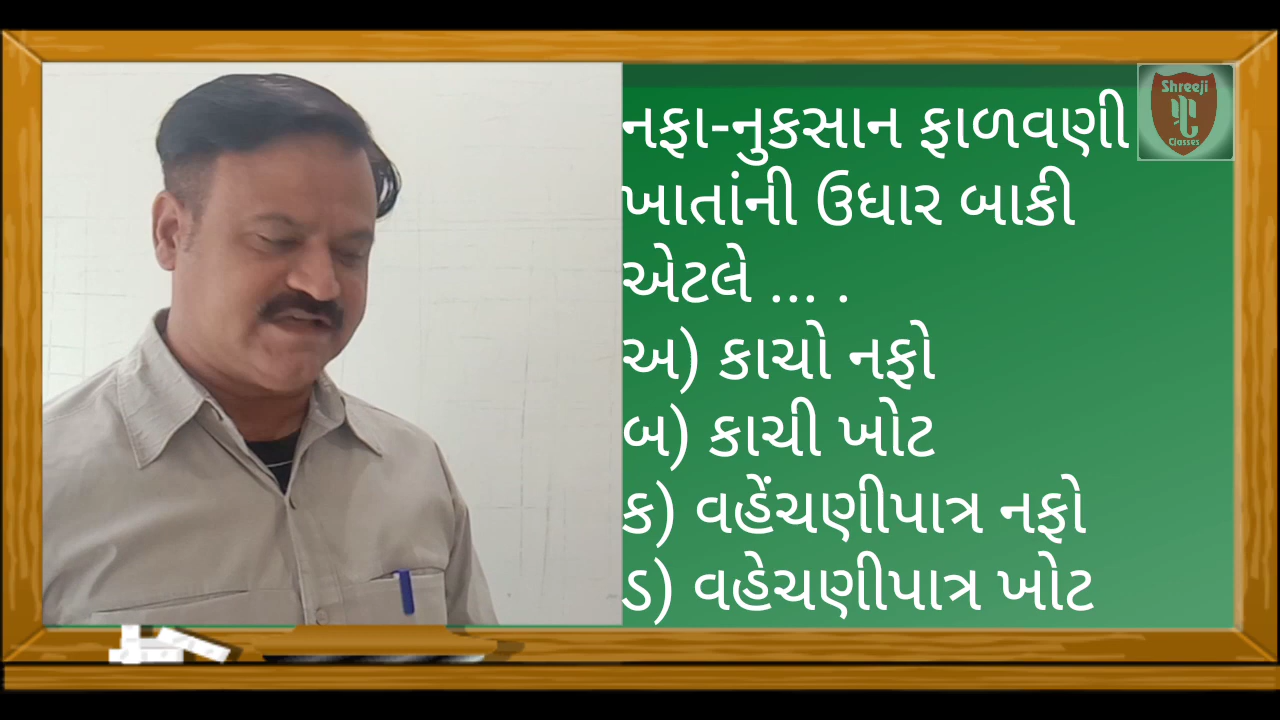 Shreeji
Classes
નફા-નુકસાન ફાળવણી
ખાતાંની ઉધાર બાકી
એટલે ... .
અ) કાચો નફો
બ) કાચી ખોટ
ક) વહેંચણીપાત્ર નફો
ડ) વહેચણીપાત્ર ખોટ